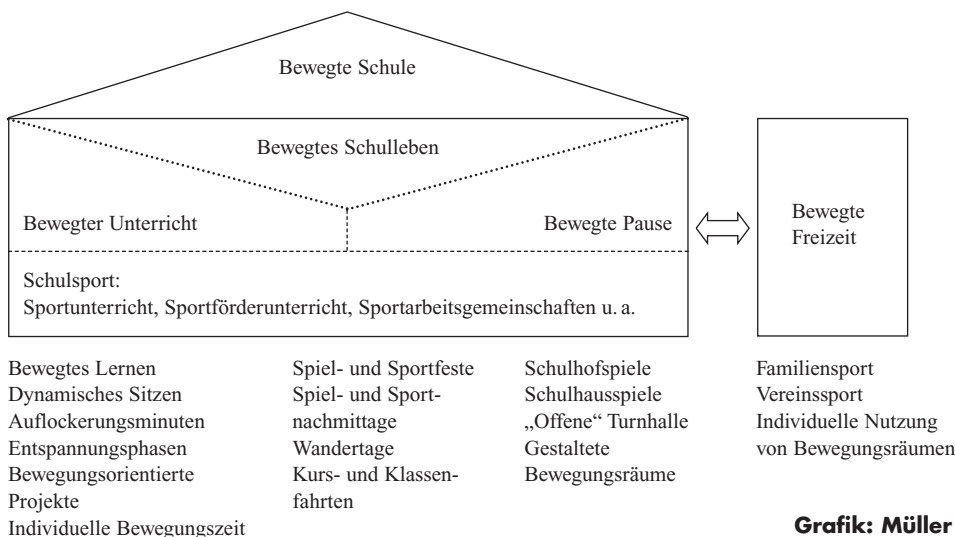 Bewegte Schule
Bewegtes Schulleben
Bewegter Unterricht
Bewegte Pause
Schulsport:
Sportunterricht, Sportförderunterricht, Sportarbeitsgemeinschaften u. a.
Bewegte
Freizeit
Bewegtes Lernen
Dynamisches Sitzen
Auflockerungsminuten
Entspannungsphasen
Bewegungsorientierte
Projekte
Individuelle Bewegungszeit
Spiel- und Sportfeste
Spiel- und Sport-
nachmittage
Wandertage
Kurs- und Klassen-
fahrten
Schulhofspiele
Schulhausspiele
„Offene“ Turnhalle
Gestaltete
Bewegungsräume
Familiensport
Vereinssport
Individuelle Nutzung
von Bewegungsräumen
Grafik: Müller